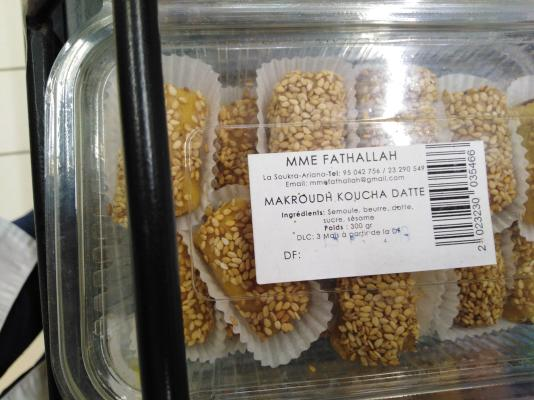 MME FATHALLAH
La Soukra-Ariana-Tel: 95 042 756 / 23 290 549
Email: mmefathallah@gmail.com
MAKROUDH KOUCHA DATTE
Ingrédients: Semoule, beurre, datte,
sucre, sésame
Poids : 300 gr
DLC: 3 Mois à partir de la DF
DF:
2 023230 035466